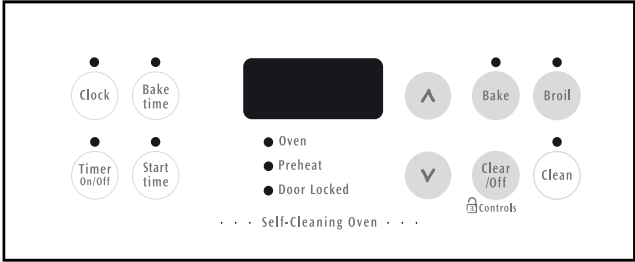 Clock
Bake
time
Bake
Broil
Oven
Preheat
Door Locked
Timer
On/Off
Start
time
Clear
/Off
Clean
3 Controls
· · · Self-Cleaning Oven · · ·